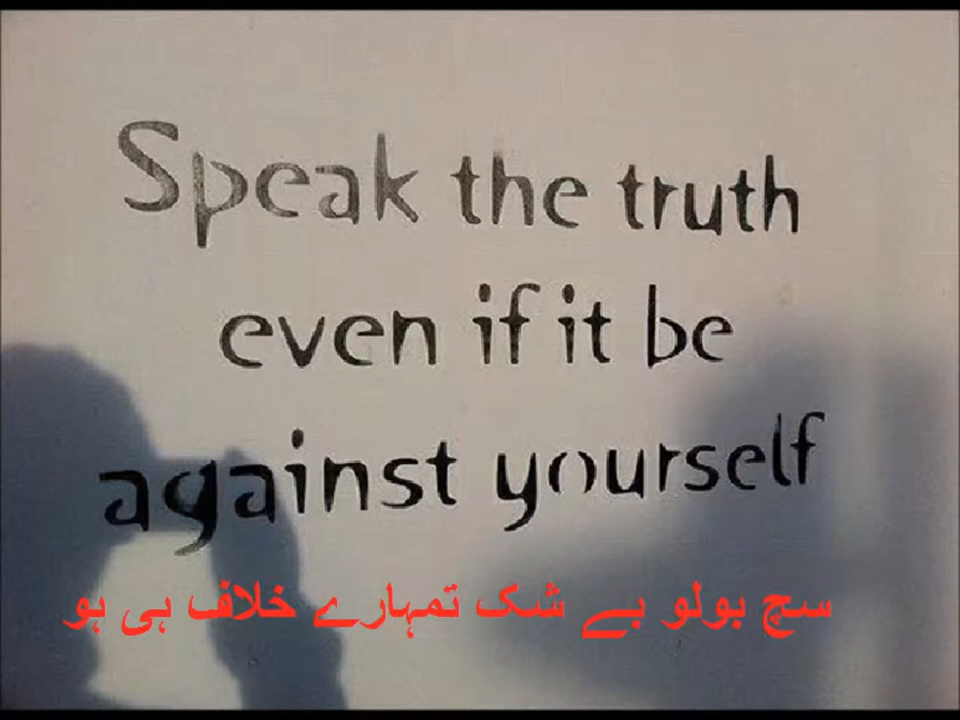 Speak the truth
even if it be
against yourself
سچ بولو بے شک تمہارے خلاف ہی ہو